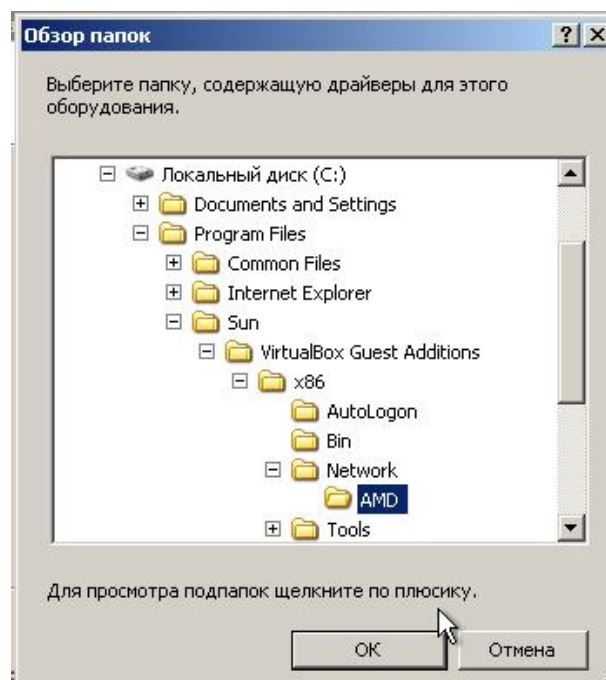 Обзор папок
Выберите папку, содержащую драйверы для этого
оборудования.
Локальный диск (C:)
Documents and Settings
Program Files
Common Files
Internet Explorer
Sun
VirtualBox Guest Additions
x86
AutoLogon
Bin
Network
AMD
Tools
Для просмотра подпапок щелкните по плюсику.
ОК
Отмена